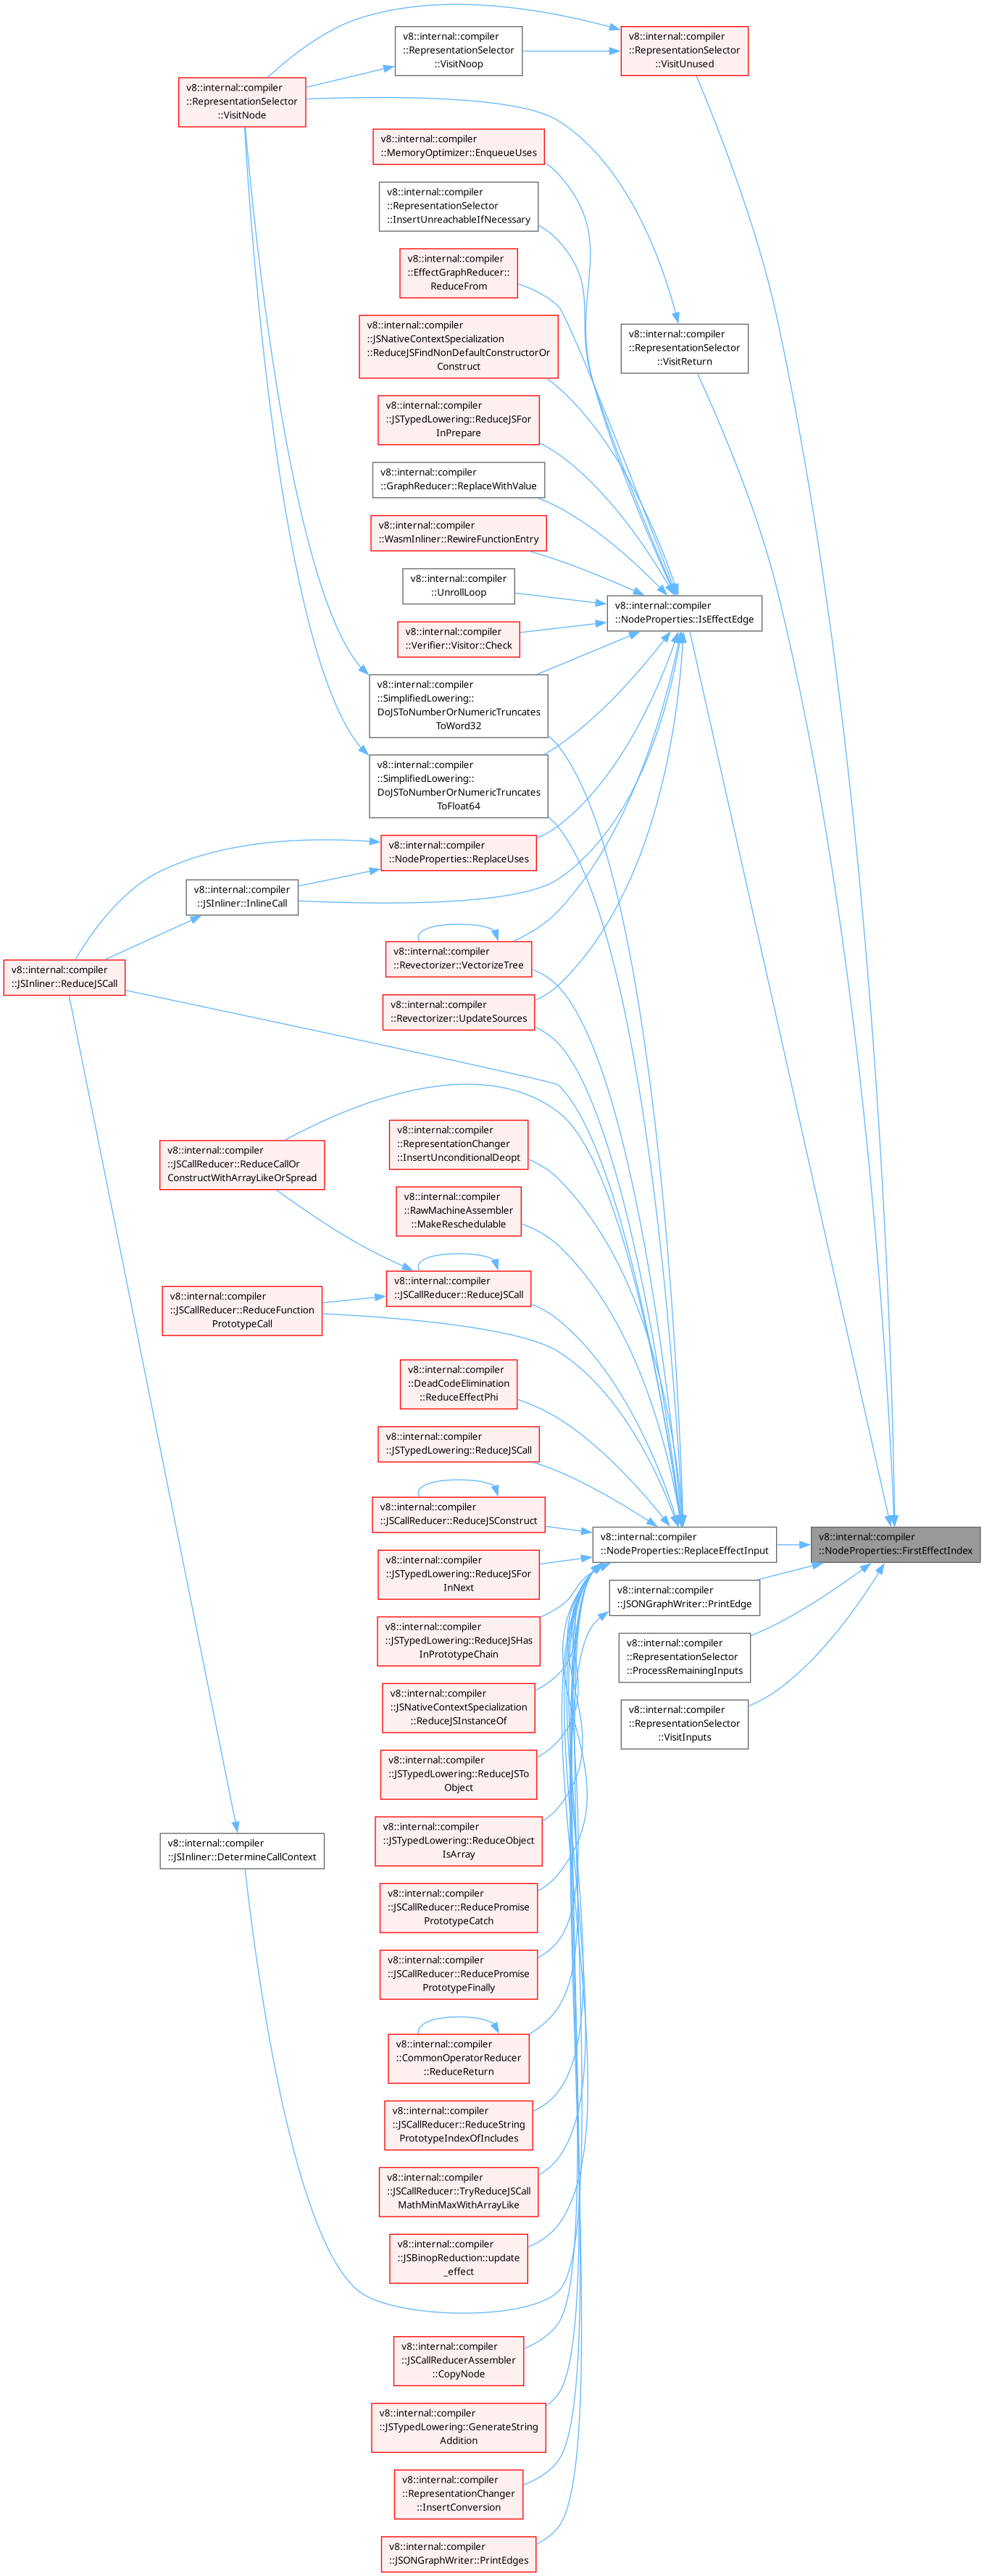 v8::internal::compiler
::RepresentationSelector
::VisitUnused
v8::internal::compiler
::RepresentationSelector
::VisitNoop
v8::internal::compiler
::RepresentationSelector
::VisitNode
v8::internal::compiler
::MemoryOptimizer::EnqueueUses
v8::internal::compiler
::RepresentationSelector
::InsertUnreachableIfNecessary
v8::internal::compiler
::EffectGraphReducer::
ReduceFrom
v8::internal::compiler
::JSNativeContextSpecialization
::ReduceJSFindNonDefaultConstructorOr
Construct
v8::internal::compiler
::RepresentationSelector
::VisitReturn
v8::internal::compiler
::JSTypedLowering::ReduceJSFor
InPrepare
v8::internal::compiler
::GraphReducer::ReplaceWithValue
v8::internal::compiler
::WasmInliner::RewireFunctionEntry
v8::internal::compiler
::UnrollLoop
v8::internal::compiler
::NodeProperties::IsEffectEdge
v8::internal::compiler
::Verifier::Visitor::Check
v8::internal::compiler
::SimplifiedLowering::
DoJSToNumberOrNumericTruncates
ToWord32
v8::internal::compiler
::SimplifiedLowering::
DoJSToNumberOrNumericTruncates
ToFloat64
v8::internal::compiler
::NodeProperties::ReplaceUses
v8::internal::compiler
::JSInliner::InlineCall
v8::internal::compiler
::Revectorizer::VectorizeTree
v8::internal::compiler
::JSInliner::ReduceJSCall
v8::internal::compiler
::Revectorizer::UpdateSources
v8::internal::compiler
::RepresentationChanger
::InsertUnconditionalDeopt
v8::internal::compiler
::JSCallReducer::ReduceCallOr
ConstructWithArrayLikeOrSpread
v8::internal::compiler
::RawMachineAssembler
::MakeReschedulable
v8::internal::compiler
::JSCallReducer::ReduceJSCall
v8::internal::compiler
::JSCallReducer::ReduceFunction
PrototypeCall
v8::internal::compiler
::DeadCodeElimination
::ReduceEffectPhi
v8::internal::compiler
::JSTypedLowering::ReduceJSCall
v8::internal::compiler
::JSCallReducer::ReduceJSConstruct
v8::internal::compiler
::NodeProperties::ReplaceEffectInput
v8::internal::compiler
::NodeProperties::FirstEffectIndex
v8::internal::compiler
::JSTypedLowering::ReduceJSFor
InNext
v8::internal::compiler
::JSONGraphWriter::PrintEdge
v8::internal::compiler
::JSTypedLowering::ReduceJSHas
InPrototypeChain
v8::internal::compiler
::RepresentationSelector
::ProcessRemainingInputs
v8::internal::compiler
::JSNativeContextSpecialization
::ReduceJSInstanceOf
v8::internal::compiler
::RepresentationSelector
::VisitInputs
v8::internal::compiler
::JSTypedLowering::ReduceJSTo
Object
v8::internal::compiler
::JSTypedLowering::ReduceObject
IsArray
v8::internal::compiler
::JSInliner::DetermineCallContext
v8::internal::compiler
::JSCallReducer::ReducePromise
PrototypeCatch
v8::internal::compiler
::JSCallReducer::ReducePromise
PrototypeFinally
v8::internal::compiler
::CommonOperatorReducer
::ReduceReturn
v8::internal::compiler
::JSCallReducer::ReduceString
PrototypeIndexOfIncludes
v8::internal::compiler
::JSCallReducer::TryReduceJSCall
MathMinMaxWithArrayLike
v8::internal::compiler
::JSBinopReduction::update
_effect
v8::internal::compiler
::JSCallReducerAssembler
::CopyNode
v8::internal::compiler
::JSTypedLowering::GenerateString
Addition
v8::internal::compiler
::RepresentationChanger
::InsertConversion
v8::internal::compiler
::JSONGraphWriter::PrintEdges